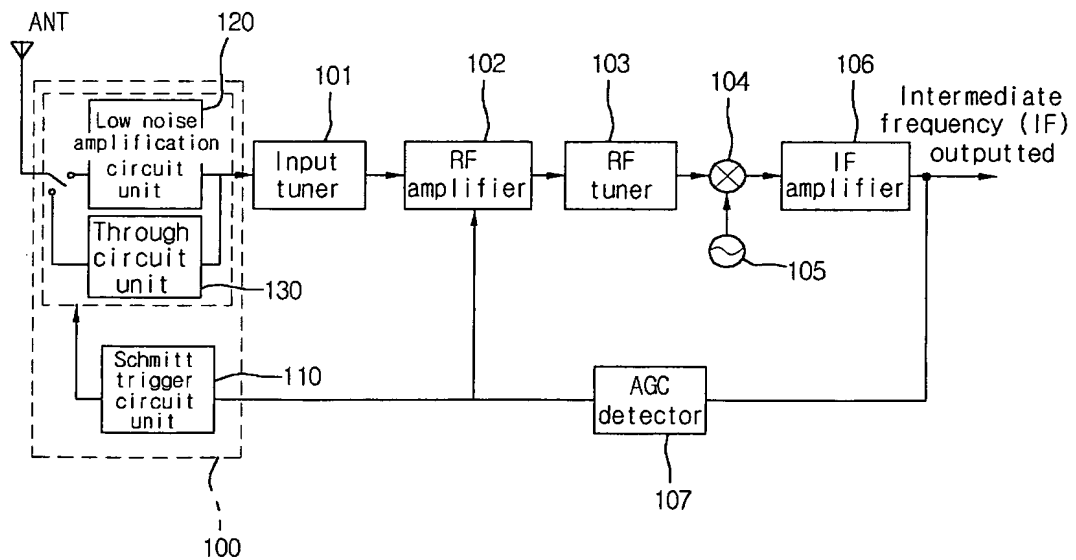 ANT
120
Low noise
amplification
circuit
unit
Through
circuit
unit
130
Schmitt
trigger
circuit
unit
110
100
101
Input
tuner
102
RF
amplifier
103
RF
tuner
104
105
106
IF
amplifier
Intermediate
frequency (IF)
outputted
AGC
detector
107